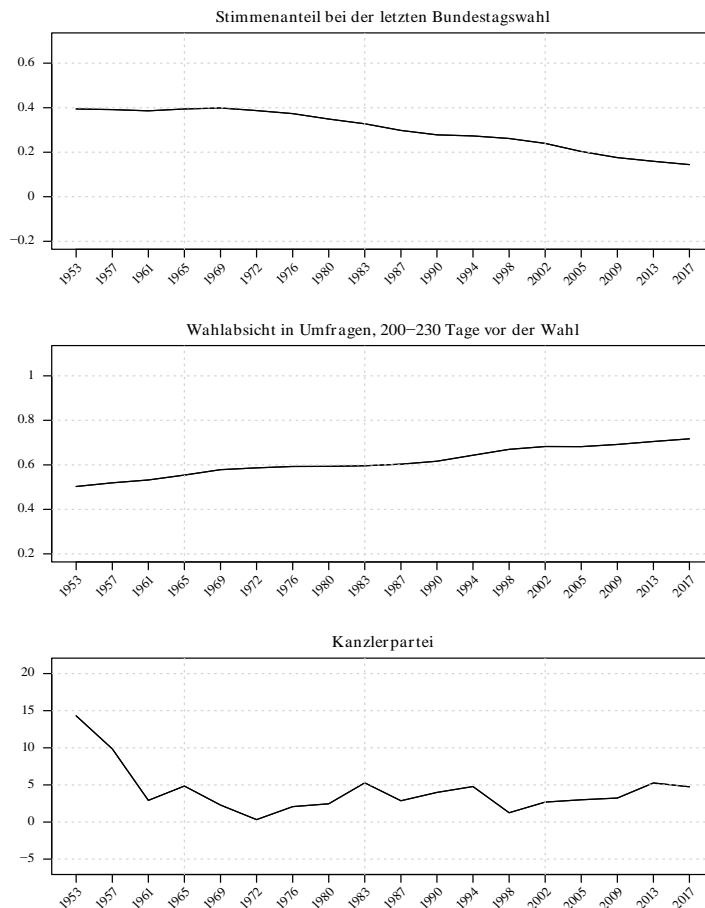 Stimmenanteil bei der letzten Bundestagswahl
0.6
0.4
0.2
0
−0.2
1953 1957 1961 1965 1969 1972 1976 1980 1983 1987 1990 1994 1998 2002 2005 2009 2013 2017
Wahlabsicht in Umfragen, 200−230 Tage vor der Wahl
1
0.8
0.6
0.4
0.2
1953 1957 1961 1965 1969 1972 1976 1980 1983 1987 1990 1994 1998 2002 2005 2009 2013 2017
Kanzlerpartei
20
15
10
5
0
−5
1953 1957 1961 1965 1969 1972 1976 1980 1983 1987 1990 1994 1998 2002 2005 2009 2013 2017